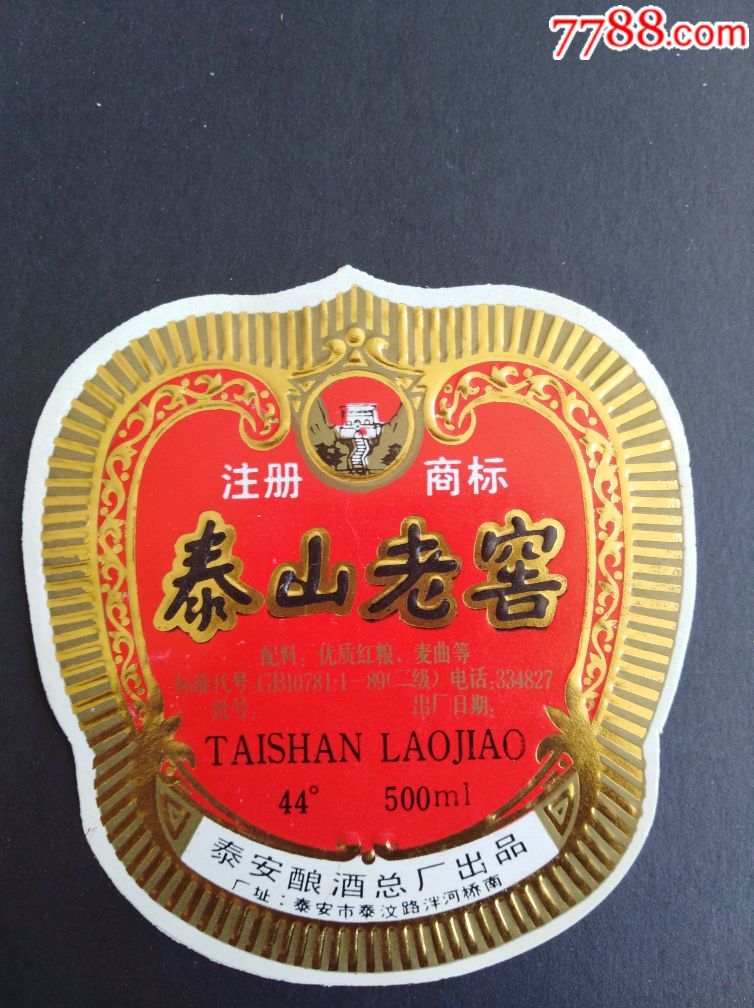 7788.com
注册 商标
泰山老窖
配料：优质红粮、麦曲等
标准代号:GB10781·1-89(二级) 电话:334827
批号: 出厂日期:
TAISHAN LAOJIAO
44° 500ml
泰安酿酒总厂出品
厂址：泰安市泰汶路泮河桥南